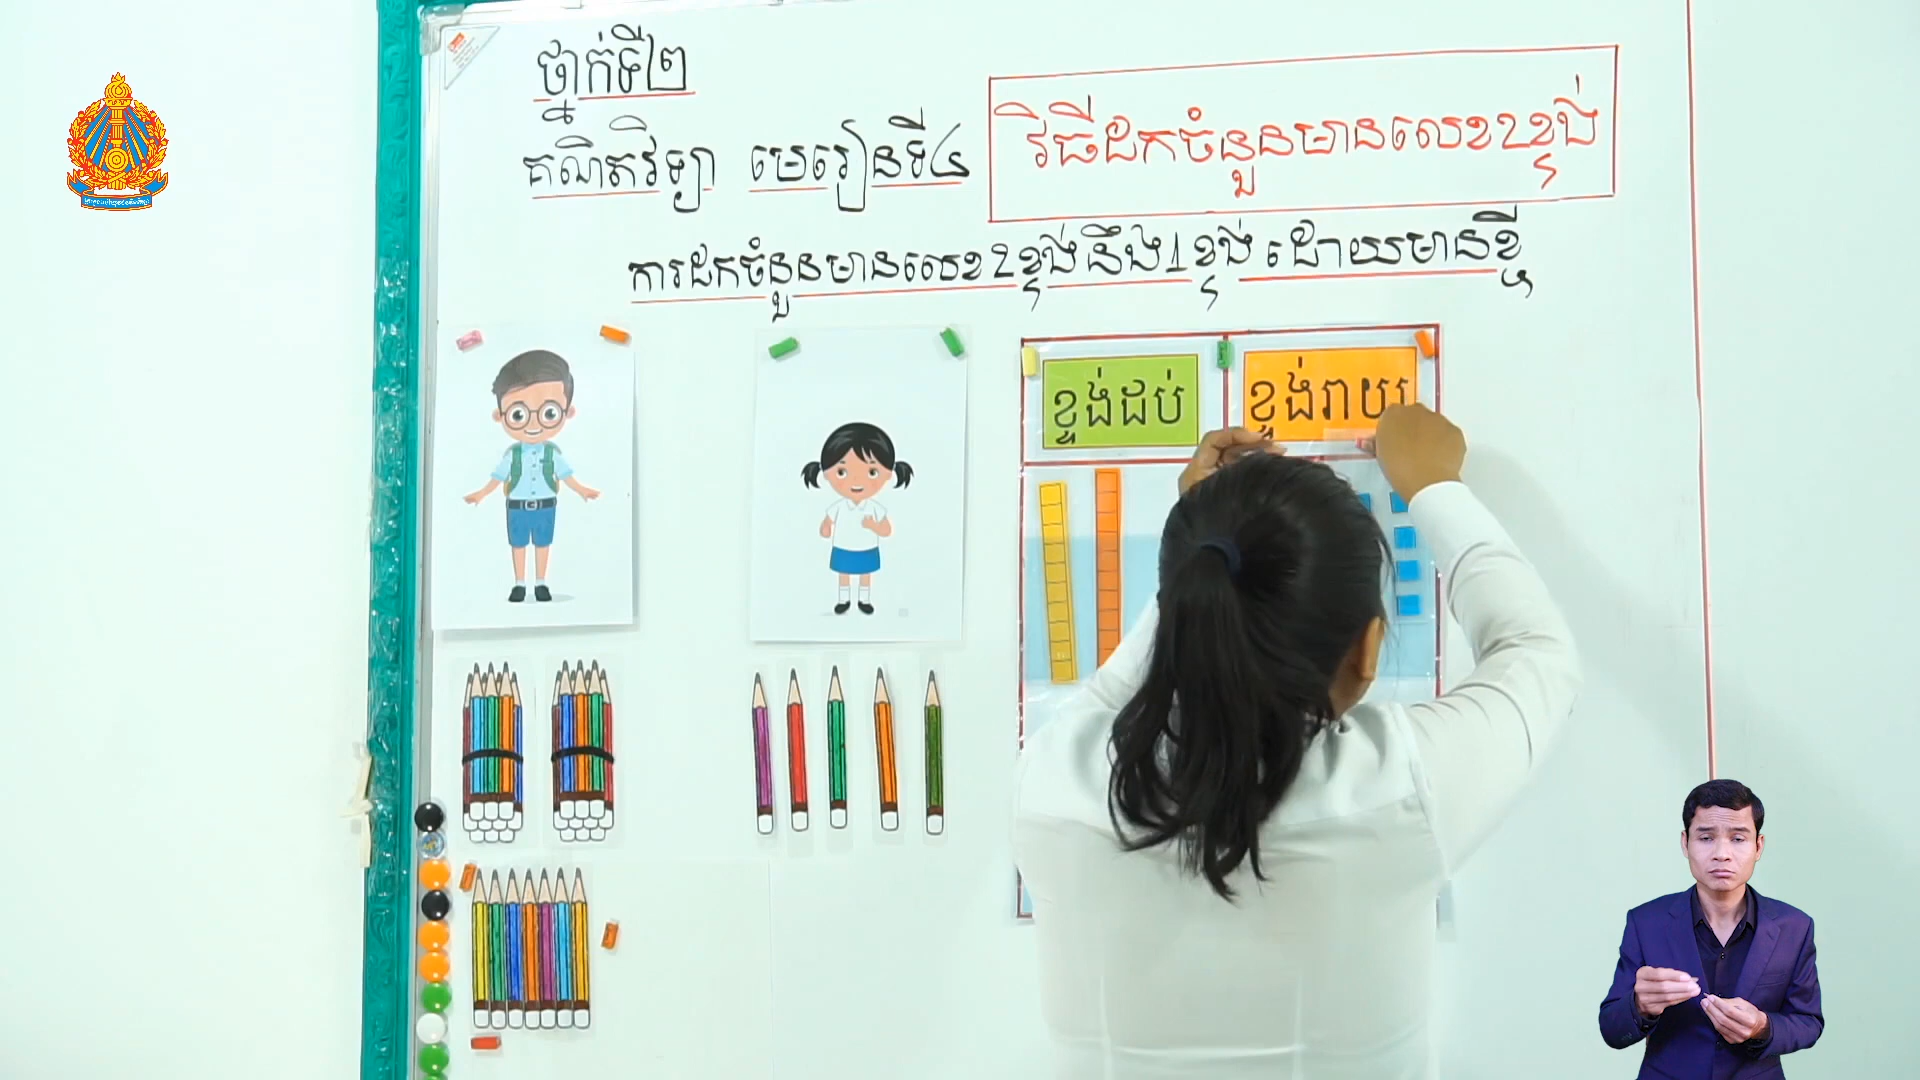 ថ្នាក់ទី២
គណិតវិទ្យា មេរៀនទី៤
វិធីដកចំនួនមានលេខ2ខ្ទង់
ការដកចំនួនមានលេខ2ខ្ទង់នឹង1ខ្ទង់ ដោយមានខ្ចី
ខ្ទង់ដប់
ខ្ទង់រាយ